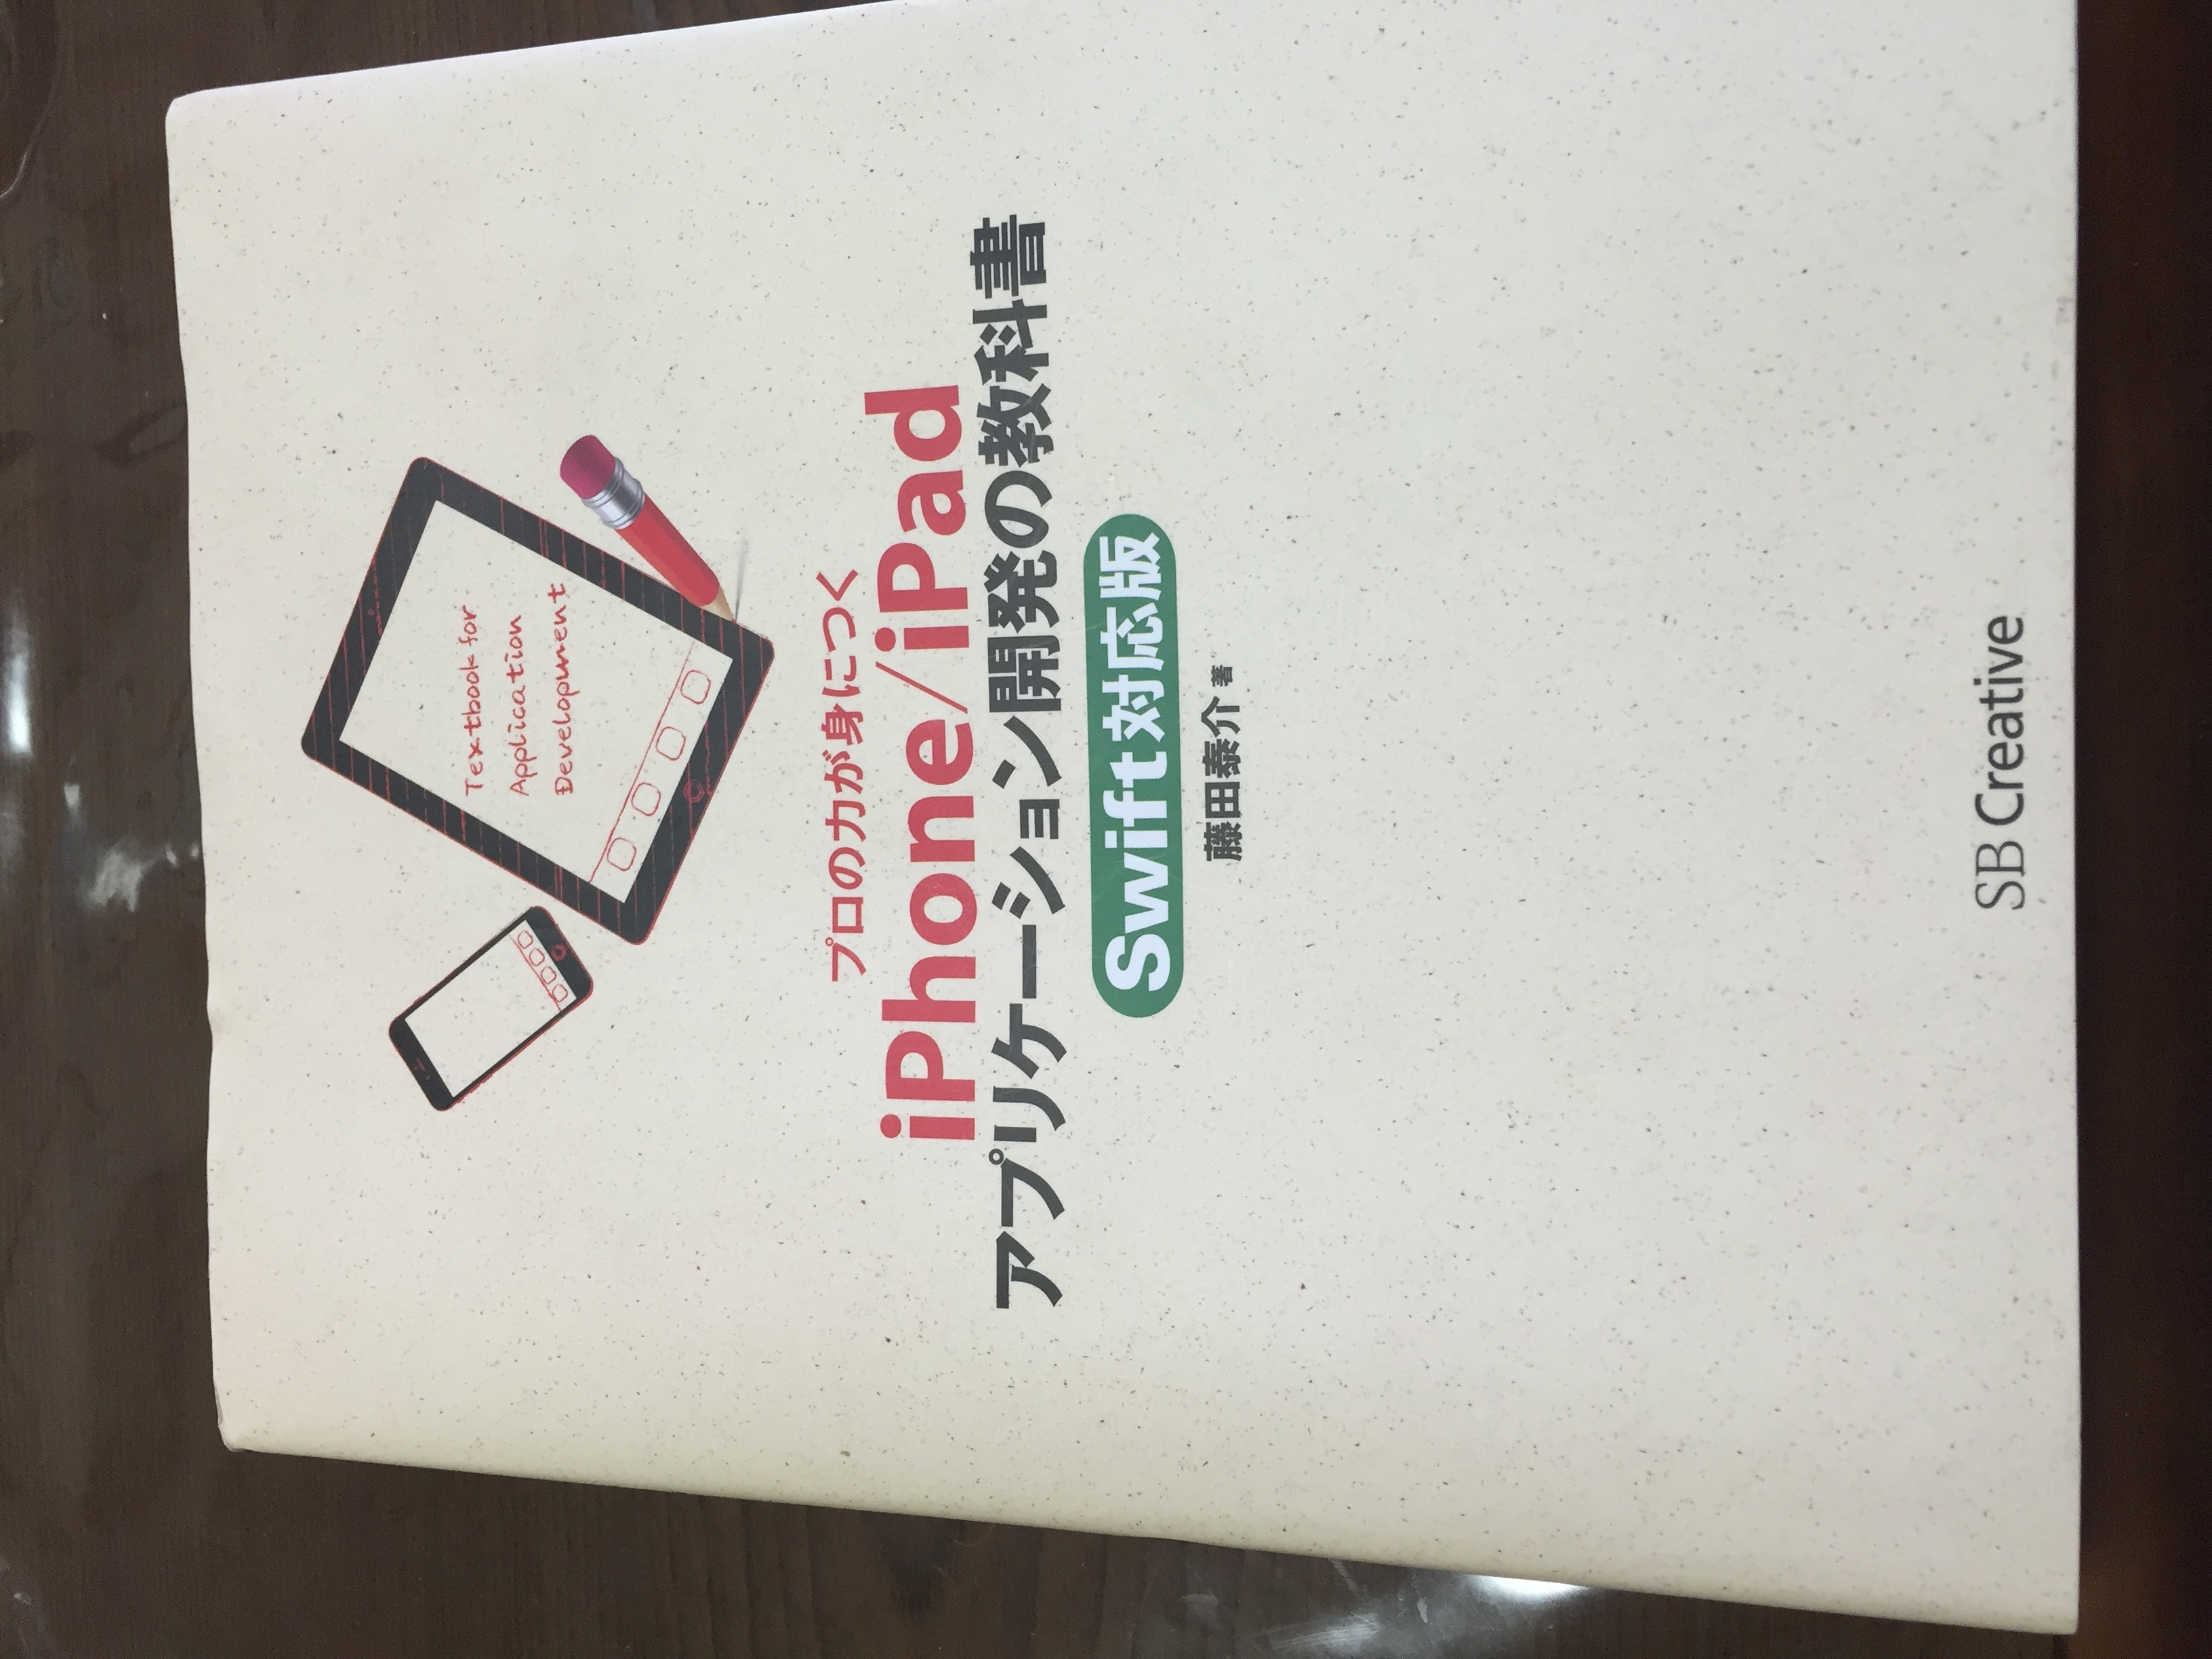 Textbook for
Application
Development
プロの力が身につく
iPhone/iPad
アプリケーション開発の教科書
Swift対応版
藤田泰介 著
SB Creative